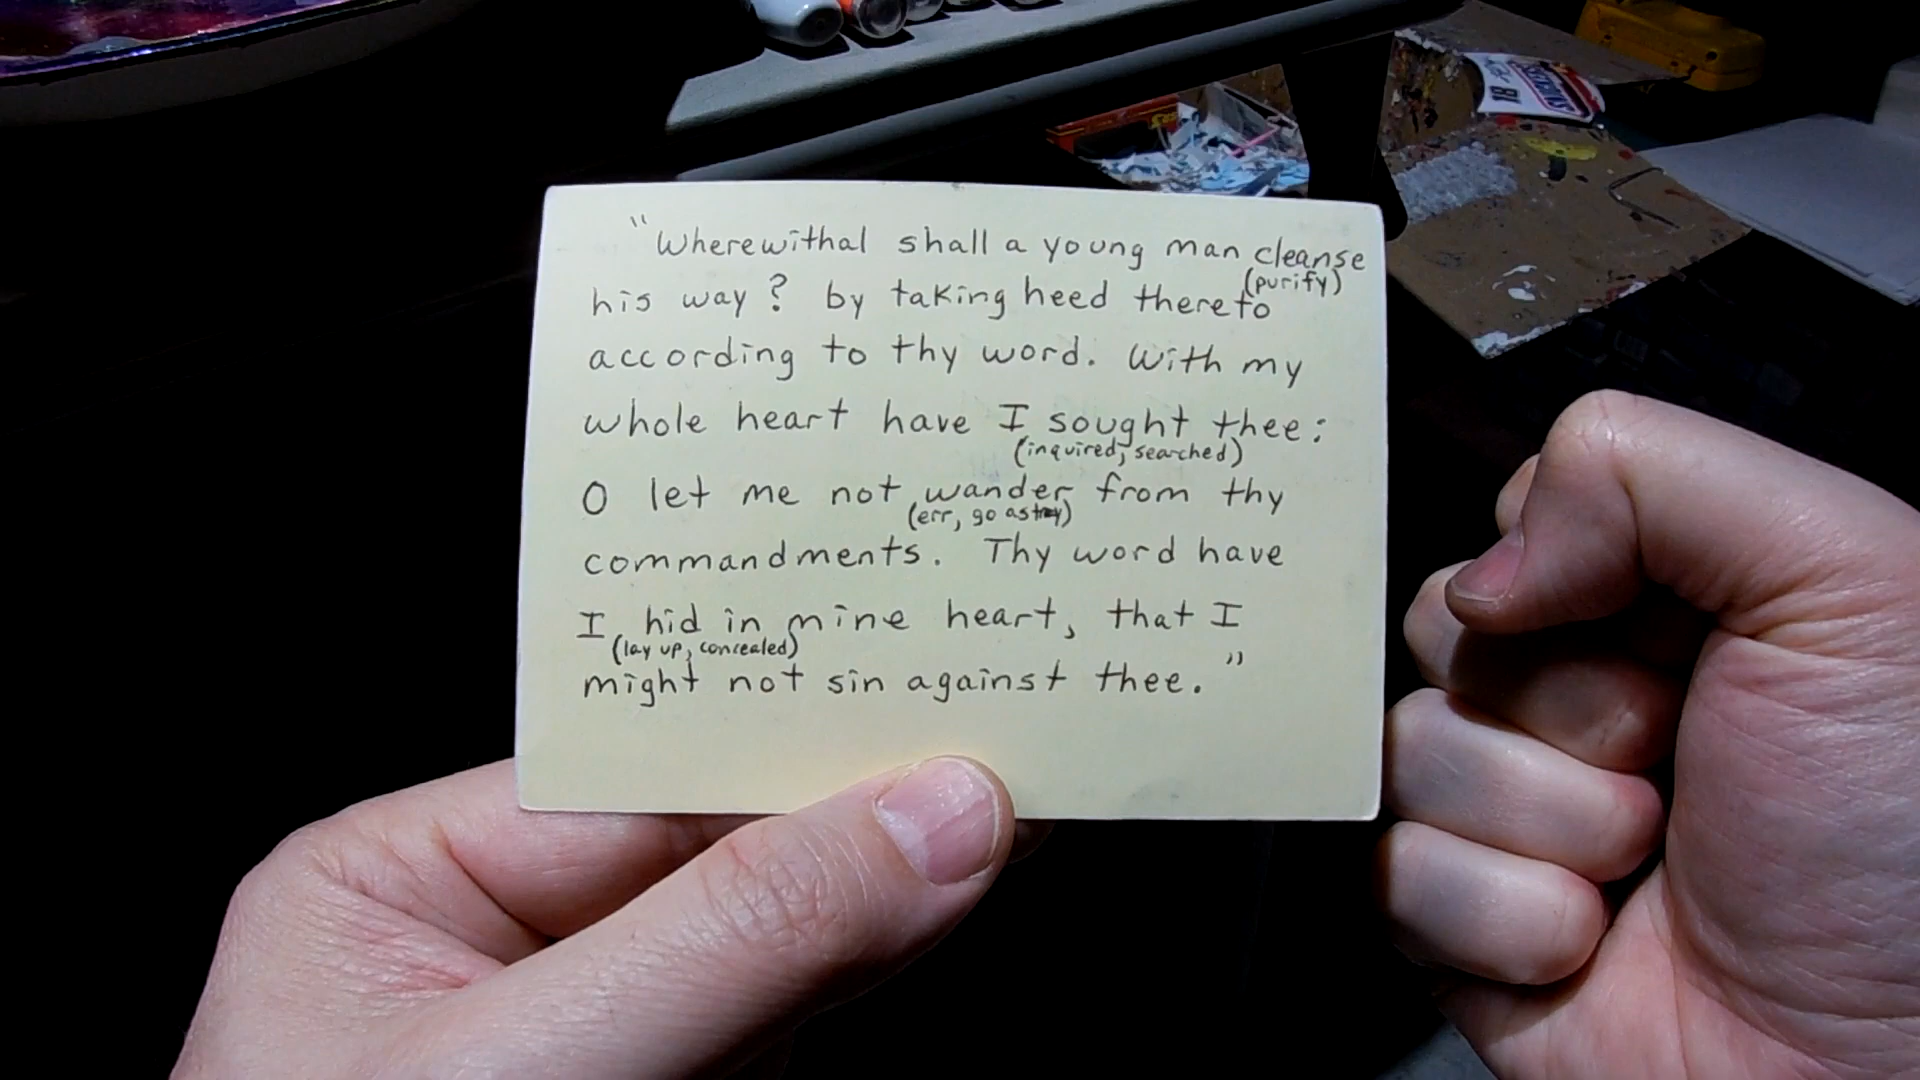 "Wherewithal shall a young man cleanse
(purify)
his way? by taking heed thereto
according to thy word. With my
whole heart have I sought thee:
(inquired, searched)
O let me not wander from thy
(err, go astray)
commandments. Thy word have
I hid in mine heart, that I
(lay up, concealed)
might not sin against thee."
18